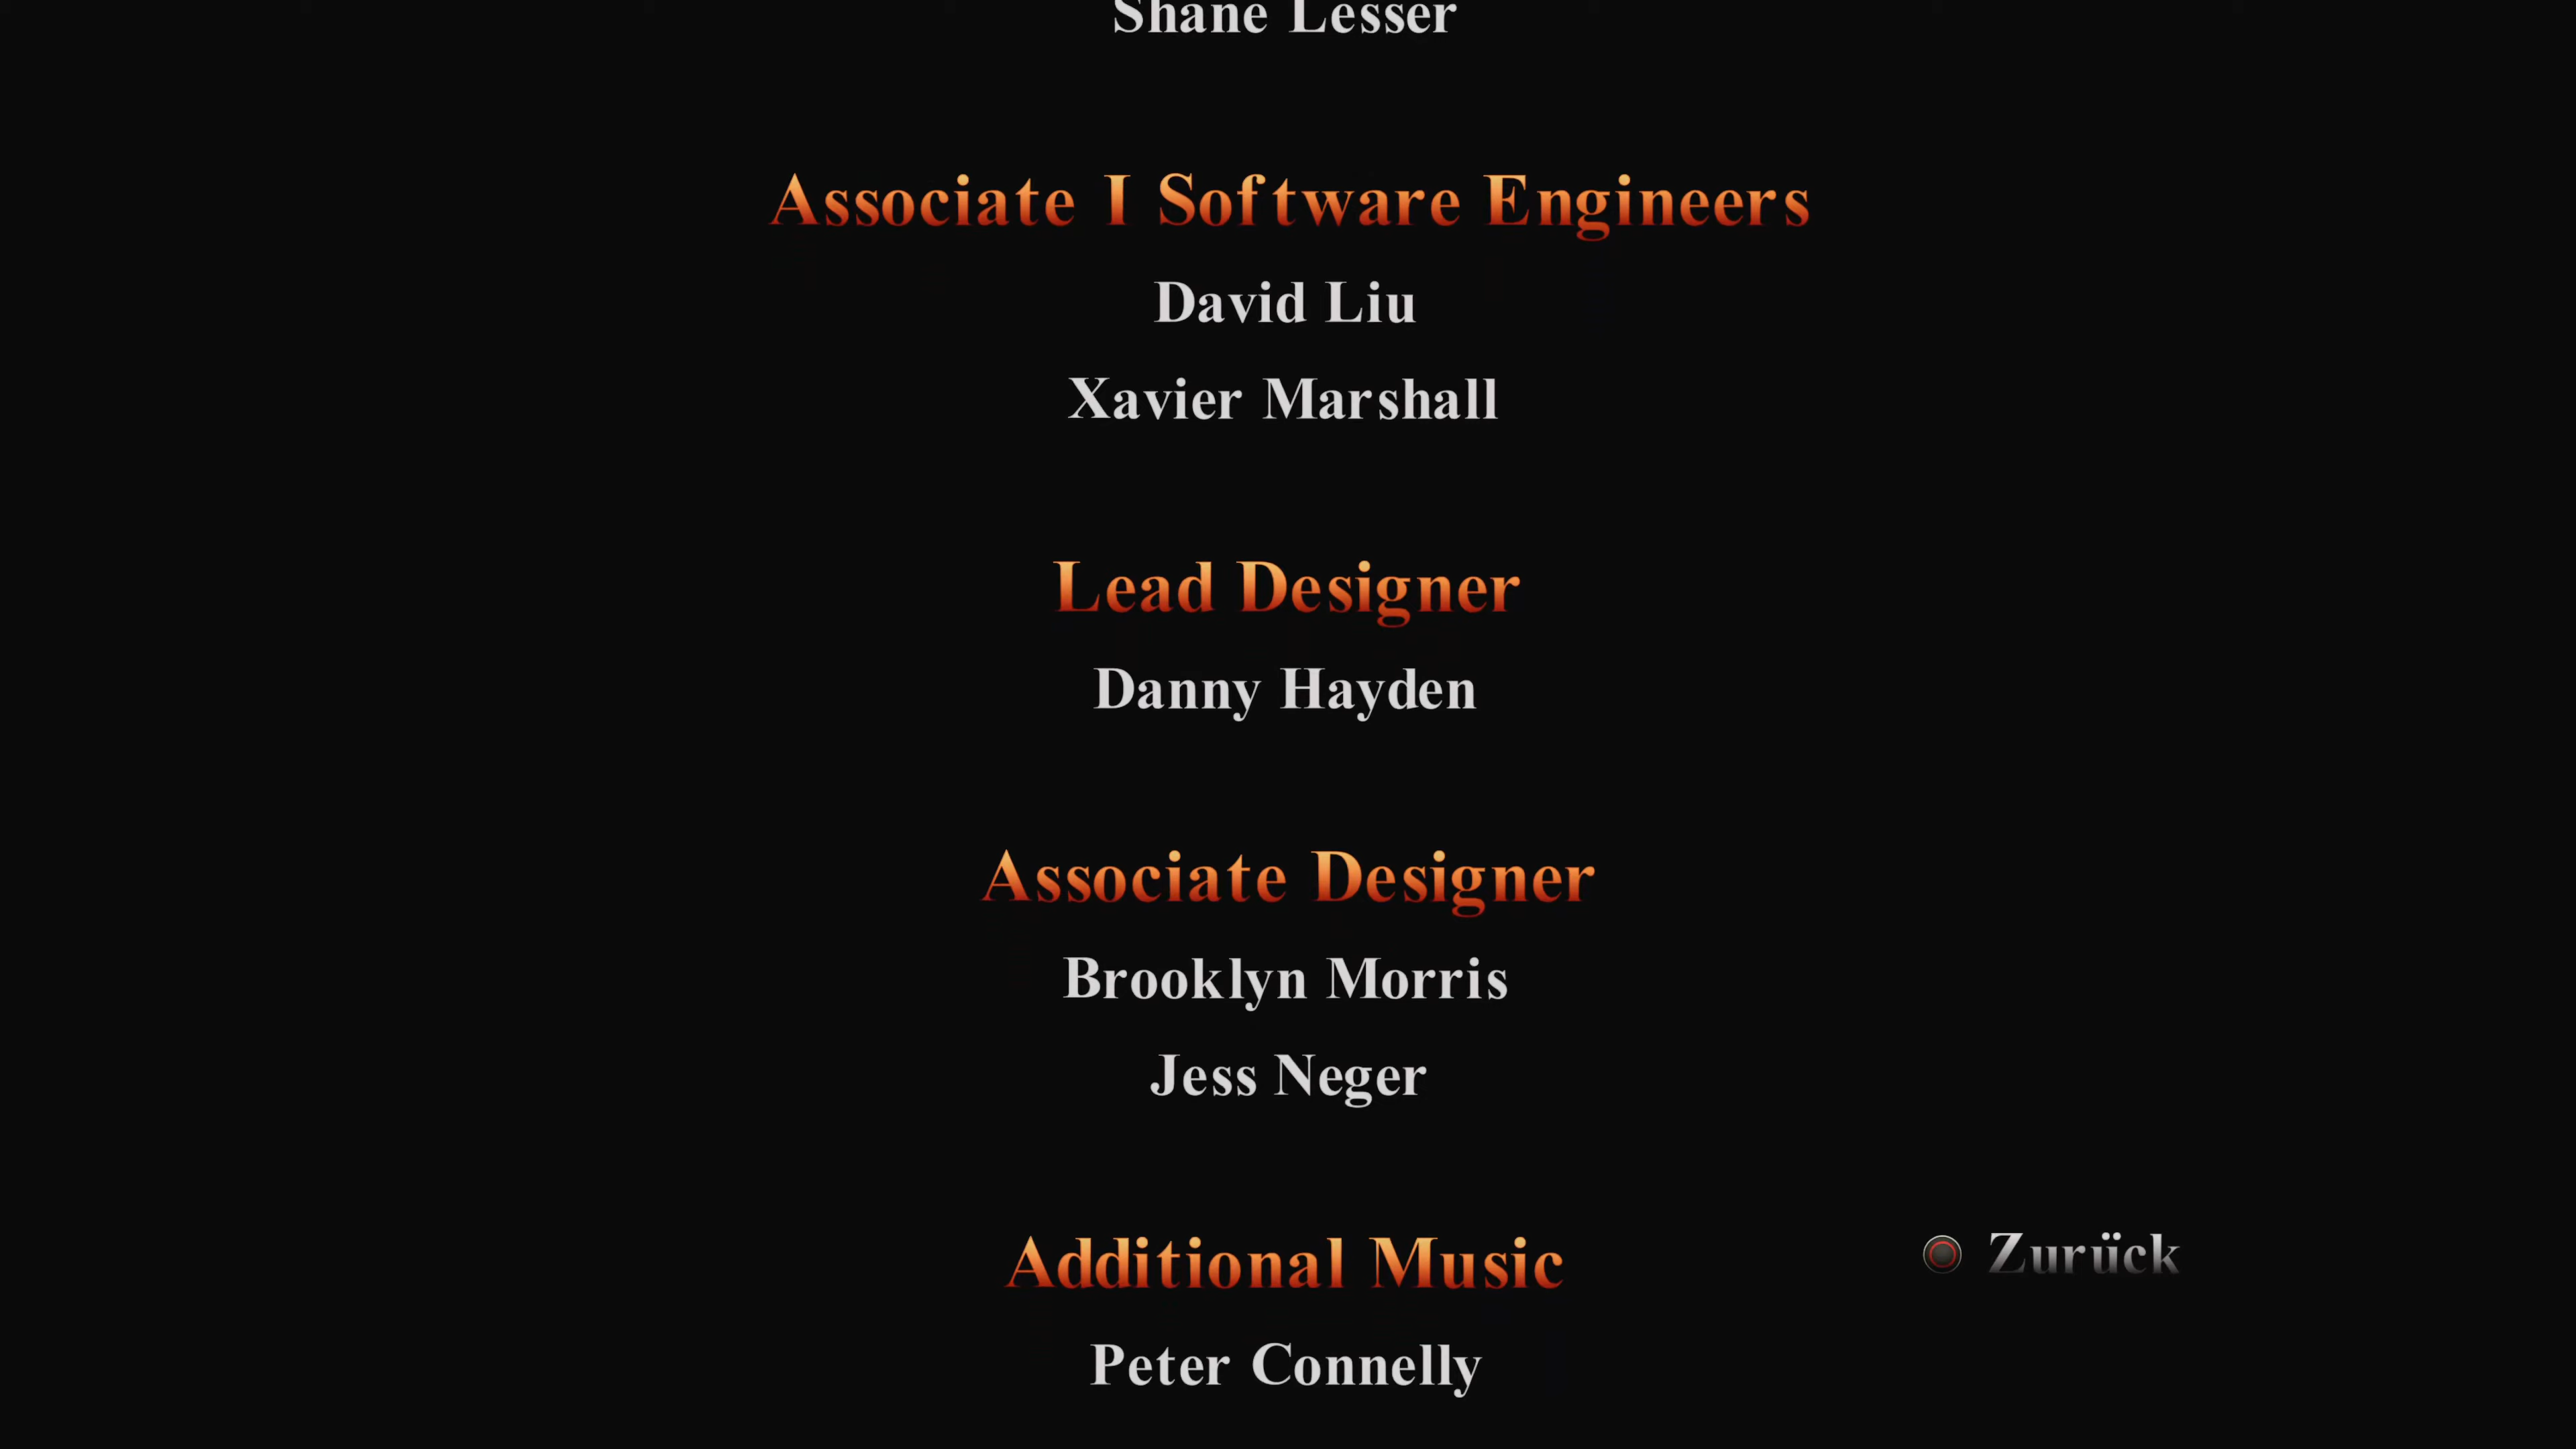 Shane Lesser
Associate I Software Engineers
David Liu
Xavier Marshall
Lead Designer
Danny Hayden
Associate Designer
Brooklyn Morris
Jess Neger
Additional Music
Zurück
Peter Connelly